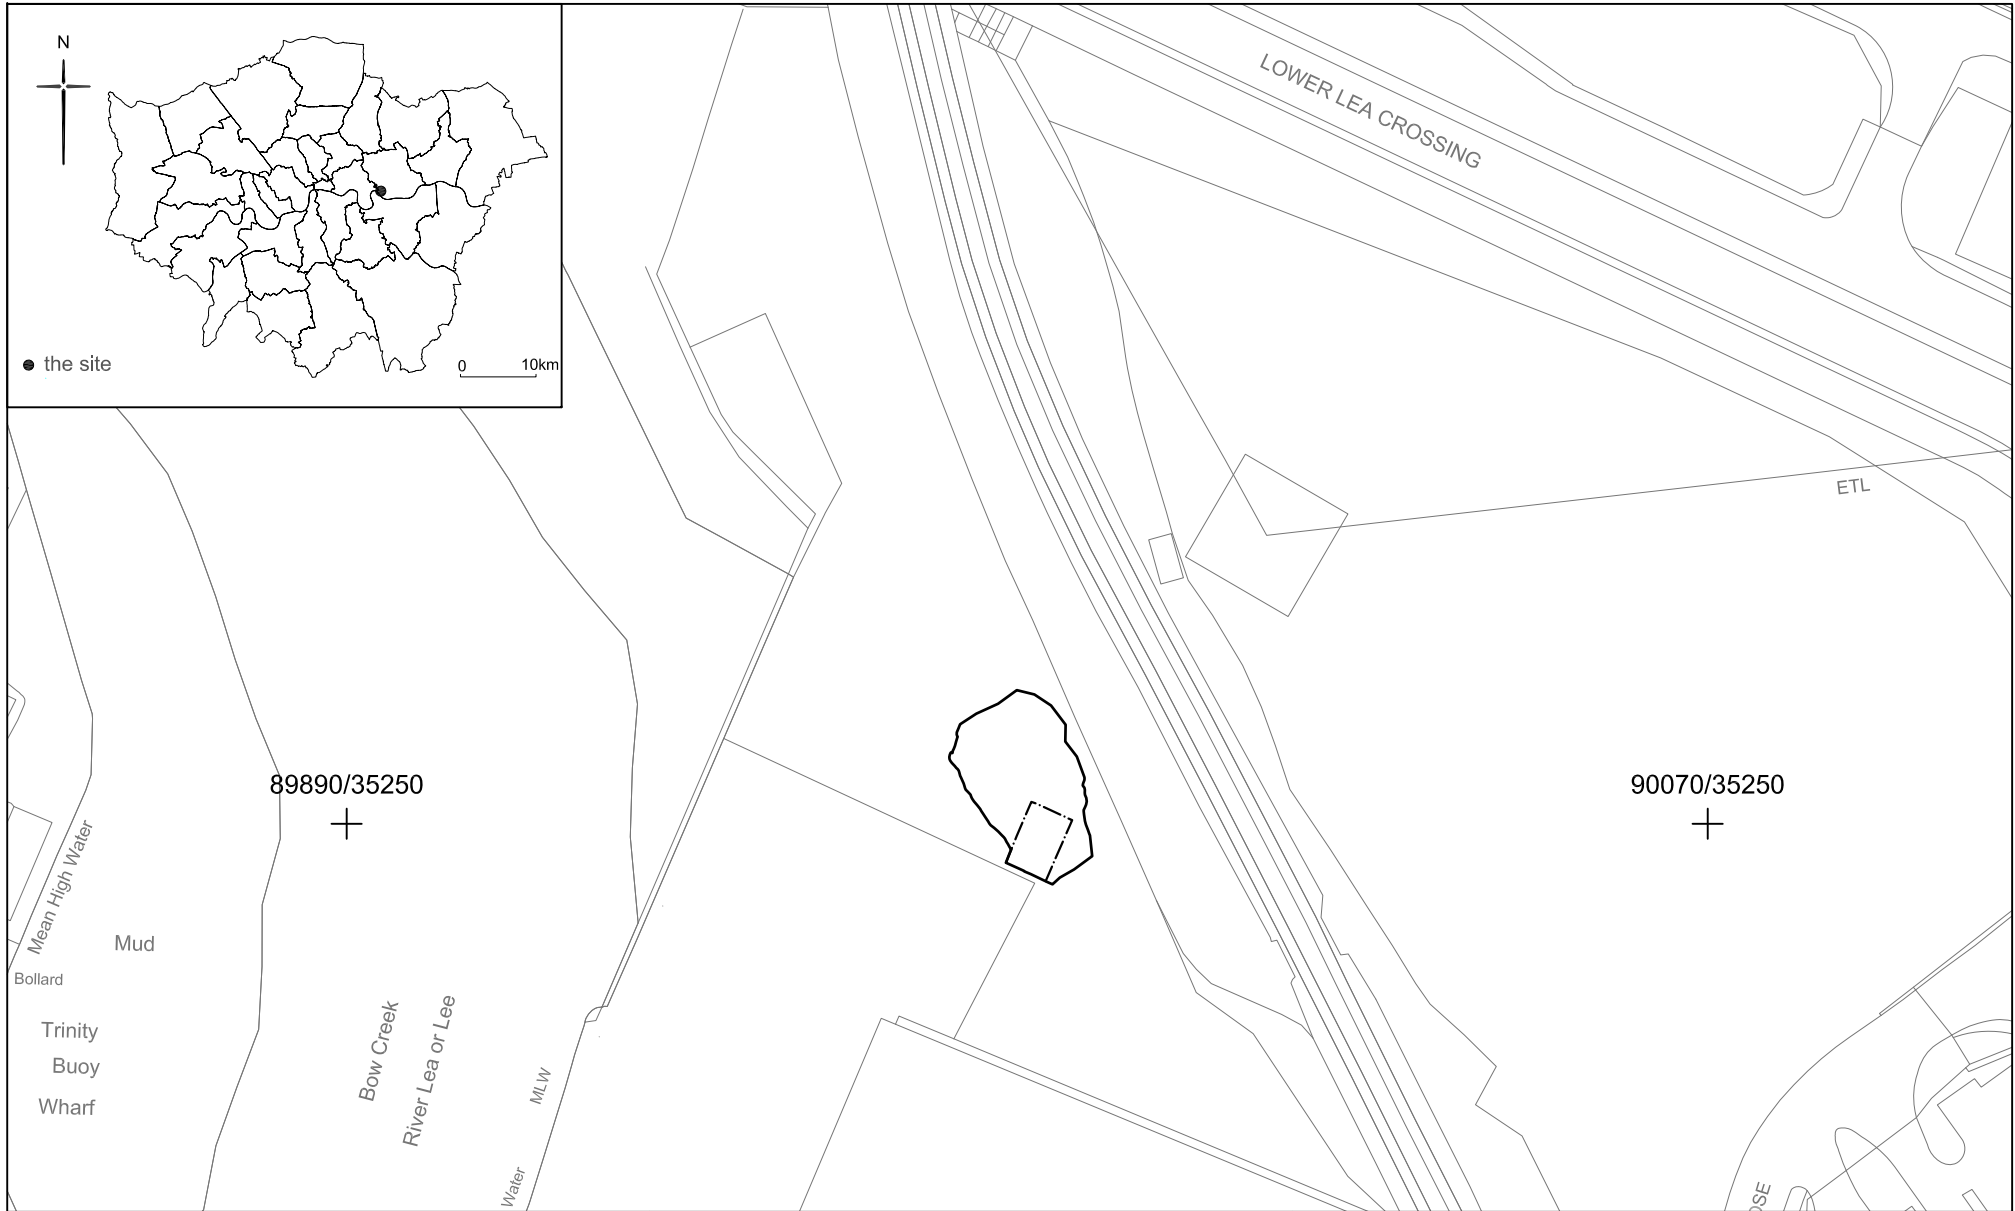 N
the site
0 10km
LOWER LEA CROSSING
ETL
89890/35250
90070/35250
Mean High Water
Mud
Bollard
Trinity
Buoy
Wharf
Bow Creek
River Lea or Lee
MLW
Water
OSE